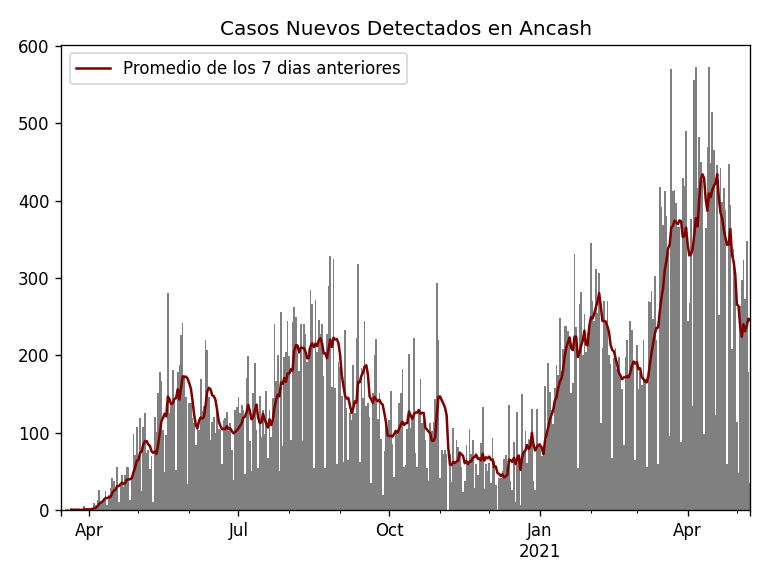 Casos Nuevos Detectados en Ancash
Promedio de los 7 dias anteriores
600
500
400
300
200
100
0
Apr
Jul
Oct
Jan
2021
Apr